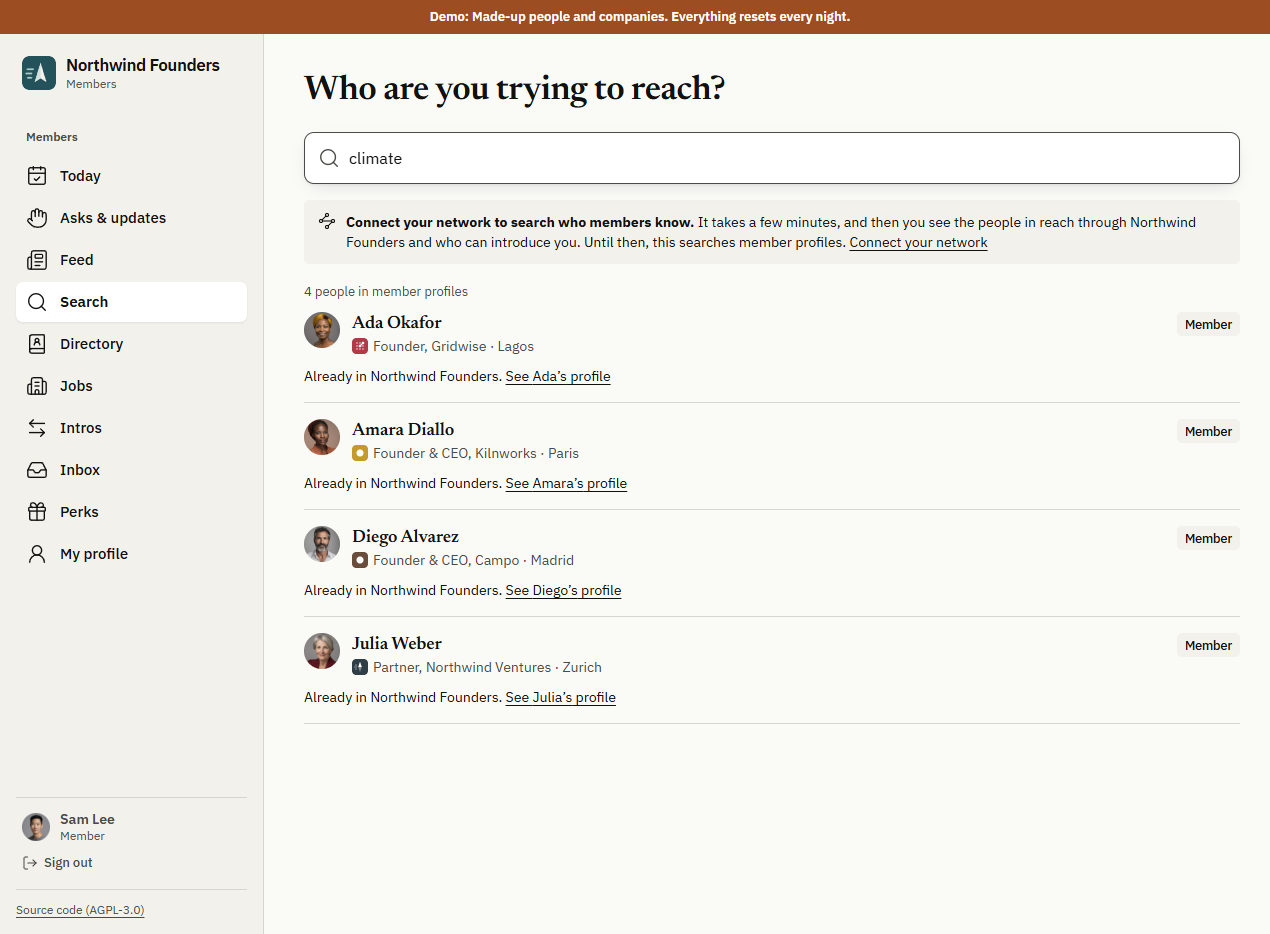 Demo: Made-up people and companies. Everything resets every night.
Northwind Founders
Members
Members
Today
Asks & updates
Feed
Search
Directory
Jobs
Intros
Inbox
Perks
My profile
Sam Lee
Member
Sign out
Source code (AGPL-3.0)
Who are you trying to reach?
climate
Connect your network to search who members know. It takes a few minutes, and then you see the people in reach through Northwind
Founders and who can introduce you. Until then, this searches member profiles. Connect your network
4 people in member profiles
Ada Okafor
Member
Founder, Gridwise · Lagos
Already in Northwind Founders. See Ada’s profile
Amara Diallo
Member
Founder & CEO, Kilnworks · Paris
Already in Northwind Founders. See Amara’s profile
Diego Alvarez
Member
Founder & CEO, Campo · Madrid
Already in Northwind Founders. See Diego’s profile
Julia Weber
Member
Partner, Northwind Ventures · Zurich
Already in Northwind Founders. See Julia’s profile